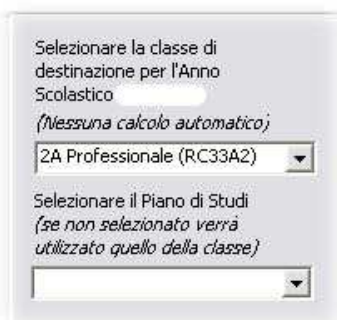 Selezionare la classe di
destinazione per l'Anno
Scolastico
(Nessuna calcolo automatico)
2A Professionale (RC33A2)
Selezionare il Piano di Studi
(se non selezionato verrà
utilizzato quello della classe)